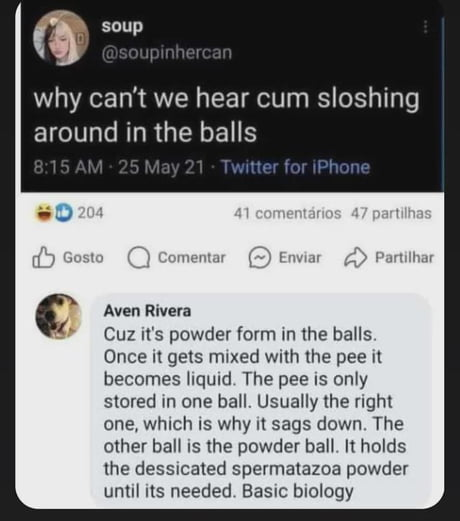 soup
@soupinhercan
why can't we hear cum sloshing
around in the balls
8:15 AM · 25 May 21 · Twitter for iPhone
204 41 comentários 47 partilhas
Gosto Comentar Enviar Partilhar
Aven Rivera
Cuz it's powder form in the balls.
Once it gets mixed with the pee it
becomes liquid. The pee is only
stored in one ball. Usually the right
one, which is why it sags down. The
other ball is the powder ball. It holds
the dessicated spermatazoa powder
until its needed. Basic biology